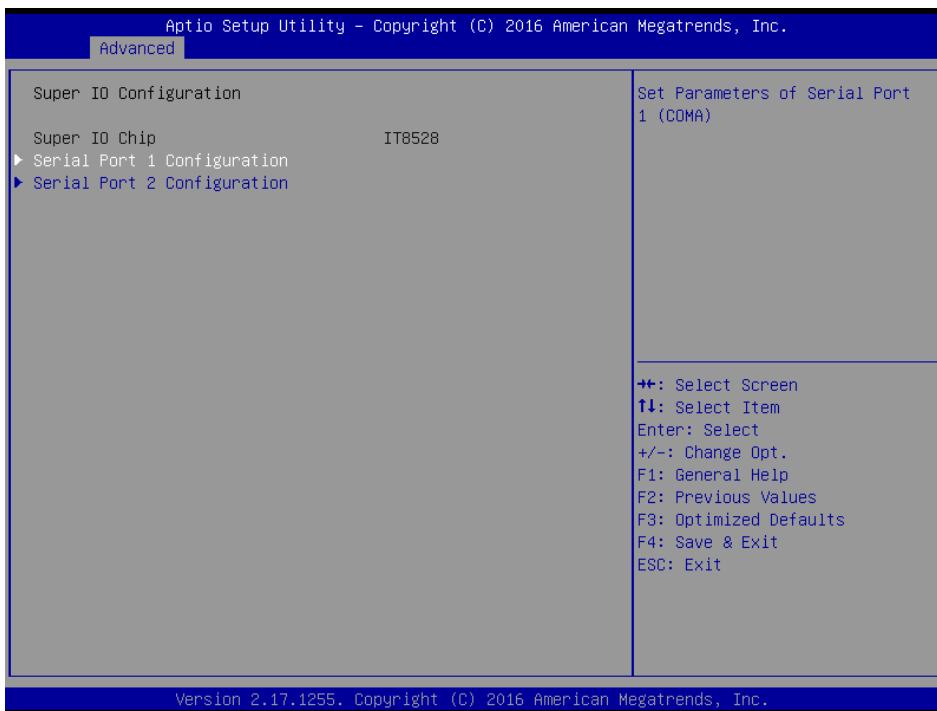 Aptio Setup Utility – Copyright (C) 2016 American Megatrends, Inc.
Advanced
Super IO Configuration
Super IO Chip IT8528
Serial Port 1 Configuration
Serial Port 2 Configuration
Set Parameters of Serial Port
1 (COMA)
→←: Select Screen
↑↓: Select Item
Enter: Select
+/-: Change Opt.
F1: General Help
F2: Previous Values
F3: Optimized Defaults
F4: Save & Exit
ESC: Exit
Version 2.17.1255. Copyright (C) 2016 American Megatrends, Inc.